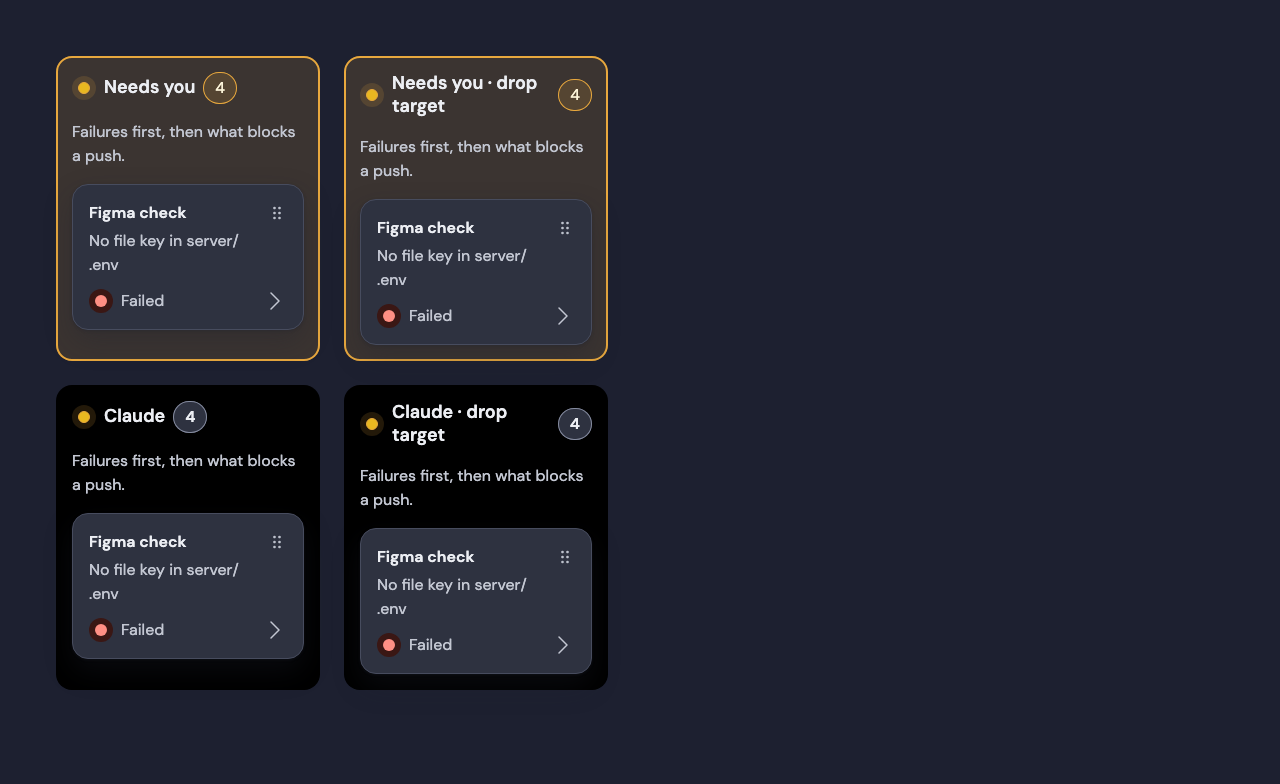 Needs you 4
Failures first, then what blocks
a push.
Figma check
No file key in server/
.env
Failed
Needs you · drop
target
4
Failures first, then what blocks
a push.
Figma check
No file key in server/
.env
Failed
Claude 4
Failures first, then what blocks
a push.
Figma check
No file key in server/
.env
Failed
Claude · drop
target
4
Failures first, then what blocks
a push.
Figma check
No file key in server/
.env
Failed